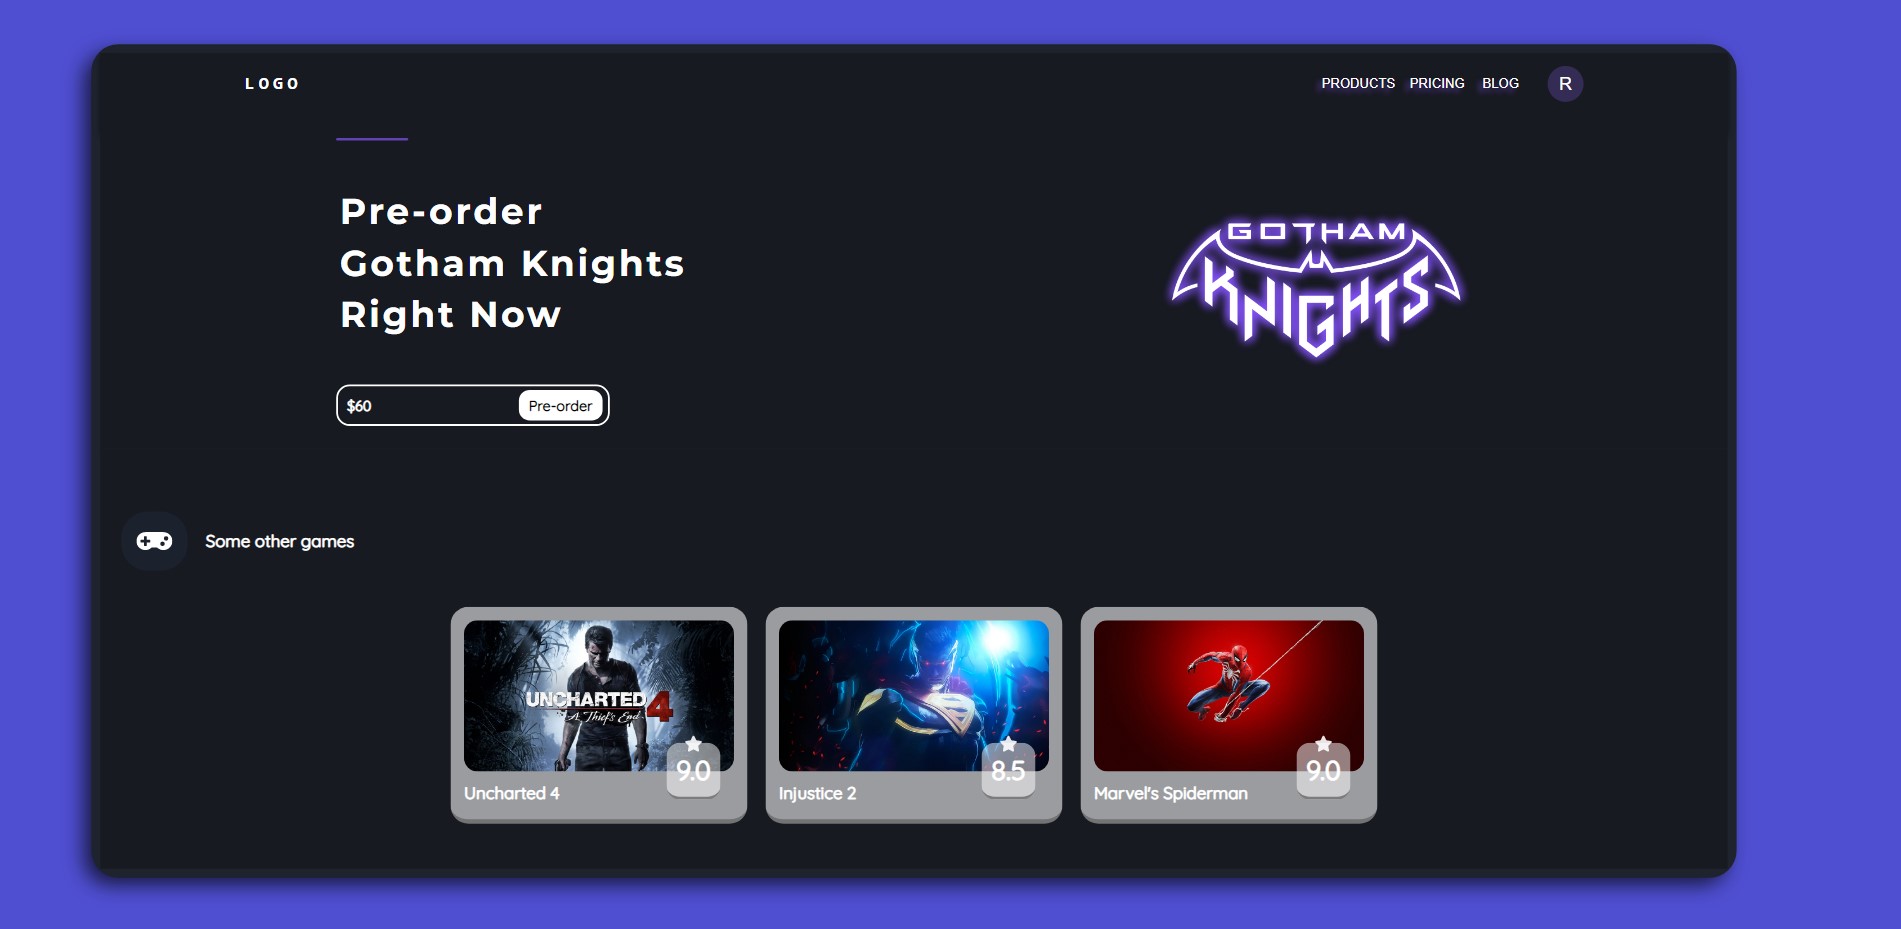 LOGO
PRODUCTS PRICING BLOG R
Pre-order
Gotham Knights
Right Now
GOTHAM
KNIGHTS
$60 Pre-order
Some other games
UNCHARTED 4
A Thief's End
9.0
Uncharted 4
8.5
Injustice 2
9.0
Marvel's Spiderman